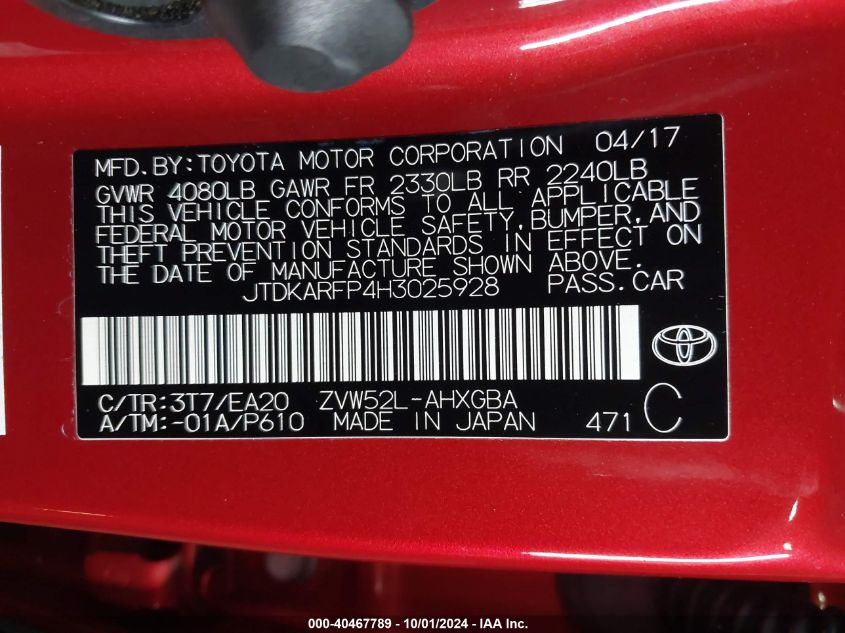 MFD.BY:TOYOTA MOTOR CORPORATION 04/17
GVWR 4080LB GAWR FR 2330LB RR 2240LB
THIS VEHICLE CONFORMS TO ALL APPLICABLE
FEDERAL MOTOR VEHICLE SAFETY,BUMPER,AND
THEFT PREVENTION STANDARDS IN EFFECT ON
THE DATE OF MANUFACTURE SHOWN ABOVE.
JTDKARFP4H3025928 PASS.CAR
C/TR:3T7/EA20 ZVW52L-AHXGBA
A/TM:-01A/P610 MADE IN JAPAN 471 C
000-40467789 - 10/01/2024 - IAA Inc.